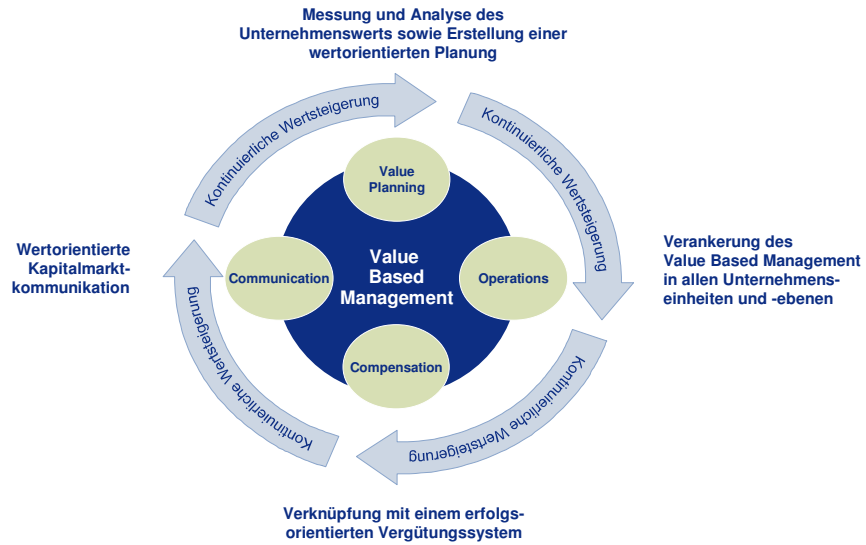 Messung und Analyse des
Unternehmenswerts sowie Erstellung einer
wertorientierten Planung
Kontinuierliche Wertsteigerung
Kontinuierliche Wertsteigerung
Value
Planning
Wertorientierte
Kapitalmarkt-
kommunikation
Communication
Value
Based
Management
Operations
Verankerung des
Value Based Management
in allen Unternehmens-
einheiten und -ebenen
Compensation
Kontinuierliche Wertsteigerung
Kontinuierliche Wertsteigerung
Verknüpfung mit einem erfolgs-
orientierten Vergütungssystem